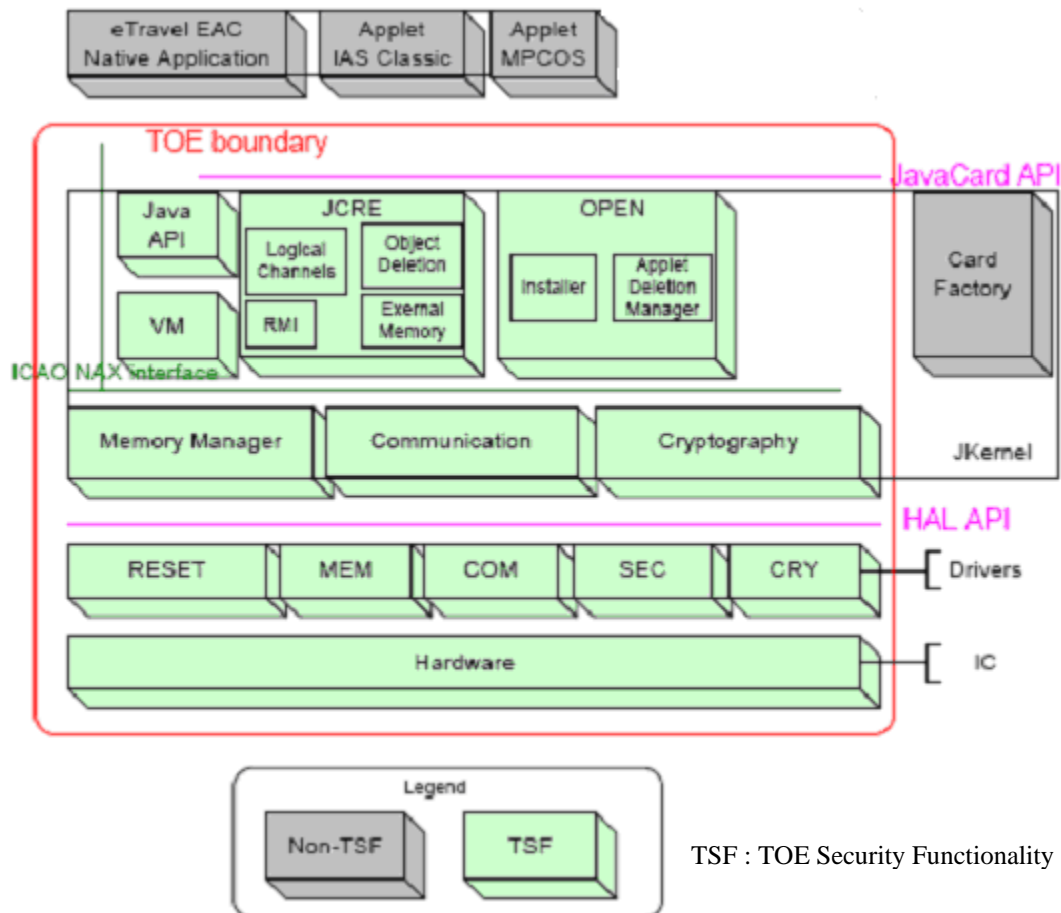 eTravel EAC
Native Application
Applet
IAS Classic
Applet
MPCOS
TOE boundary
JavaCard API
Java
API
JCRE
Logical
Channels
Object
Deletion
RMI
Exernal
Memory
OPEN
Installer
Applet
Deletion
Manager
Card
Factory
VM
ICAO NAX interface
Memory Manager
Communication
Cryptography
JKernel
HAL API
RESET
MEM
COM
SEC
CRY
Drivers
Hardware
IC
Legend
Non-TSF
TSF
TSF : TOE Security Functionality